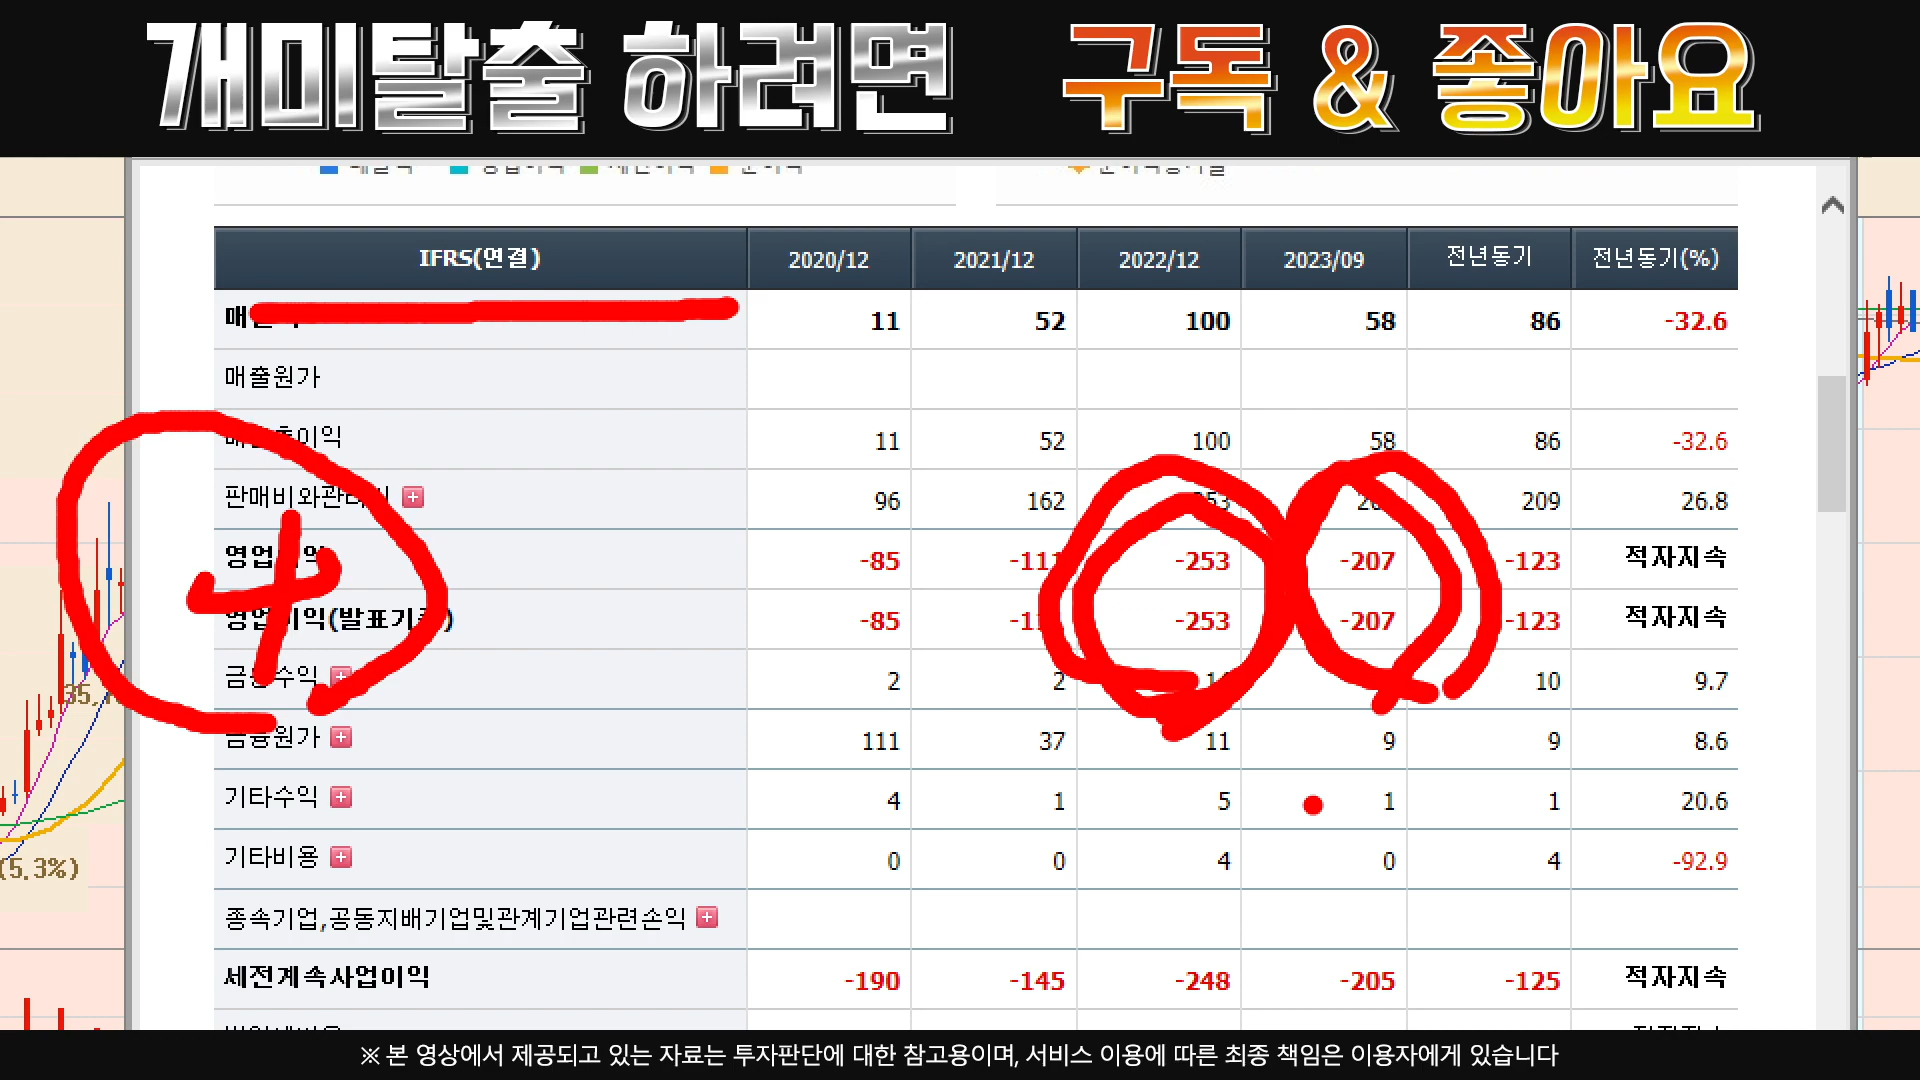 개미탈출 하려면 구독 & 좋아요
IFRS(연결) 2020/12 2021/12 2022/12 2023/09 전년동기 전년동기(%)
11 52 100 58 86 -32.6
매출원가
11 52 100 58 86 -32.6
96 162 209 26.8
-85 -253 -207 -123 적자지속
-85 -253 -207 -123 적자지속
2 2 10 9.7
금융원가 111 37 11 9 9 8.6
기타수익 4 1 5 1 1 20.6
기타비용 0 0 4 0 4 -92.9
종속기업,공동지배기업및관계기업관련손익
세전계속사업이익 -190 -145 -248 -205 -125 적자지속
(5.3%)
※ 본 영상에서 제공되고 있는 자료는 투자판단에 대한 참고용이며, 서비스 이용에 따른 최종 책임은 이용자에게 있습니다